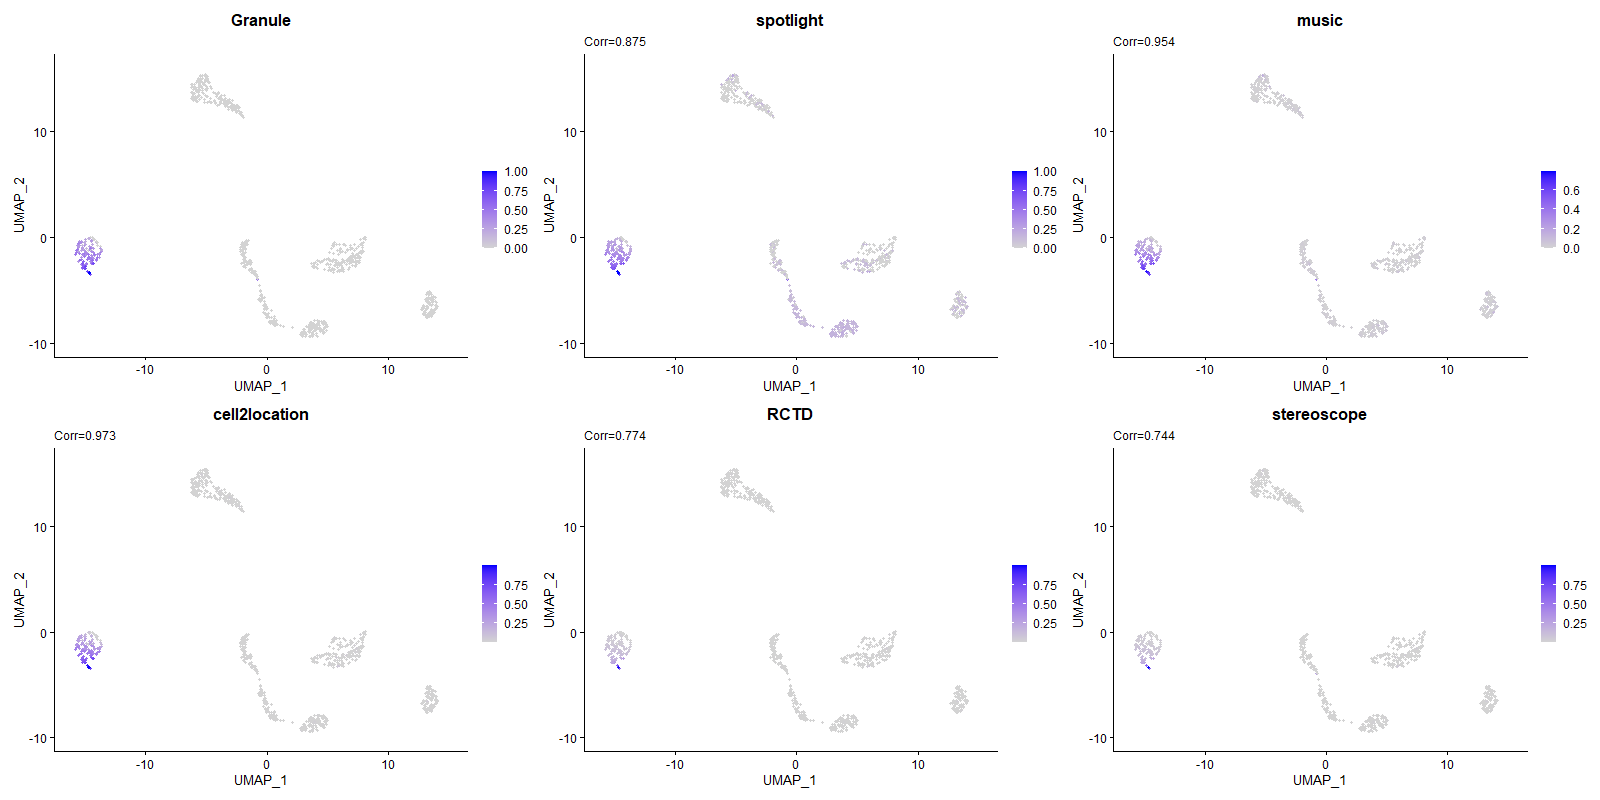 Granule
UMAP_2
10
0
-10
-10
0
10
UMAP_1
1.00
0.75
0.50
0.25
0.00
spotlight
Corr=0.875
UMAP_2
10
0
-10
-10
0
10
UMAP_1
1.00
0.75
0.50
0.25
0.00
music
Corr=0.954
UMAP_2
10
0
-10
-10
0
10
UMAP_1
0.6
0.4
0.2
0.0
cell2location
Corr=0.973
UMAP_2
10
0
-10
-10
0
10
UMAP_1
0.75
0.50
0.25
RCTD
Corr=0.774
UMAP_2
10
0
-10
-10
0
10
UMAP_1
0.75
0.50
0.25
stereoscope
Corr=0.744
UMAP_2
10
0
-10
-10
0
10
UMAP_1
0.75
0.50
0.25